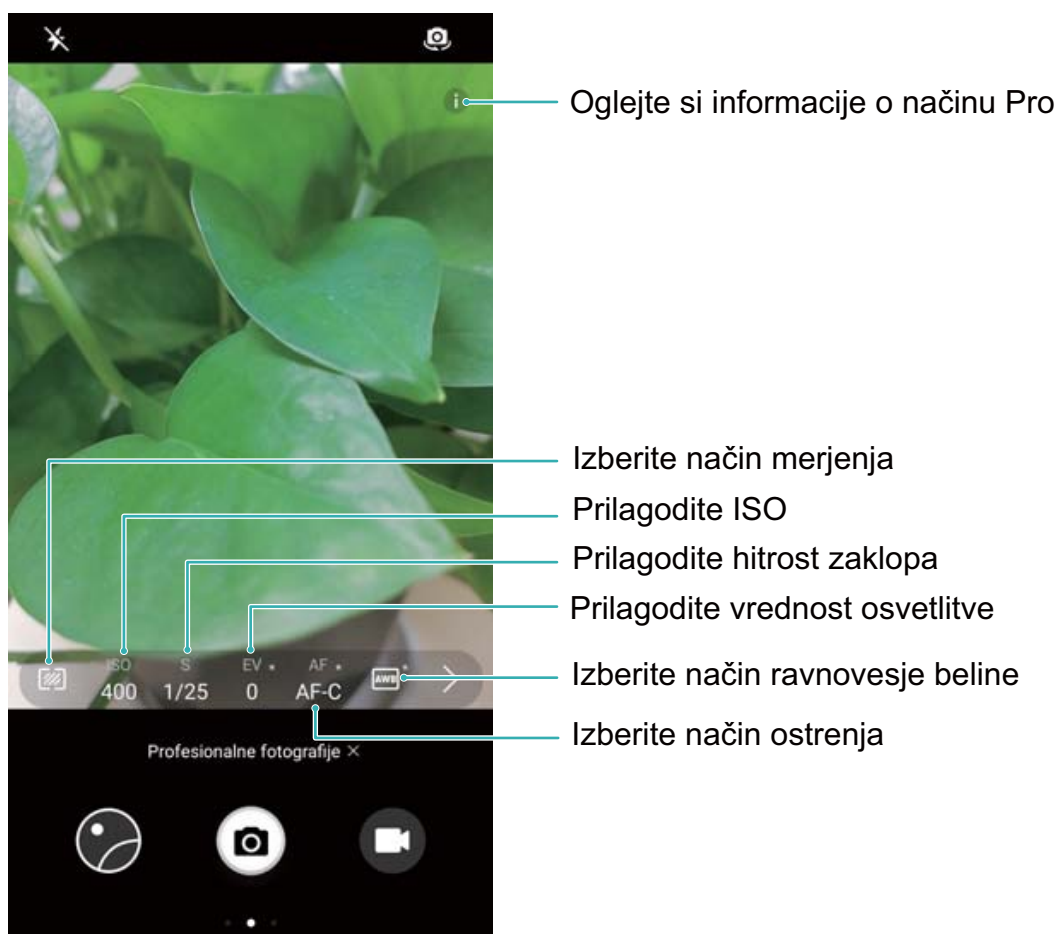 Oglejte si informacije o načinu Pro
Izberite način merjenja
Prilagodite ISO
Prilagodite hitrost zaklopa
Prilagodite vrednost osvetlitve
Izberite način ravnovesje beline
Izberite način ostrenja
ISO S EV AF
400 1/25 0 AF-C AWB
Profesionalne fotografije ×